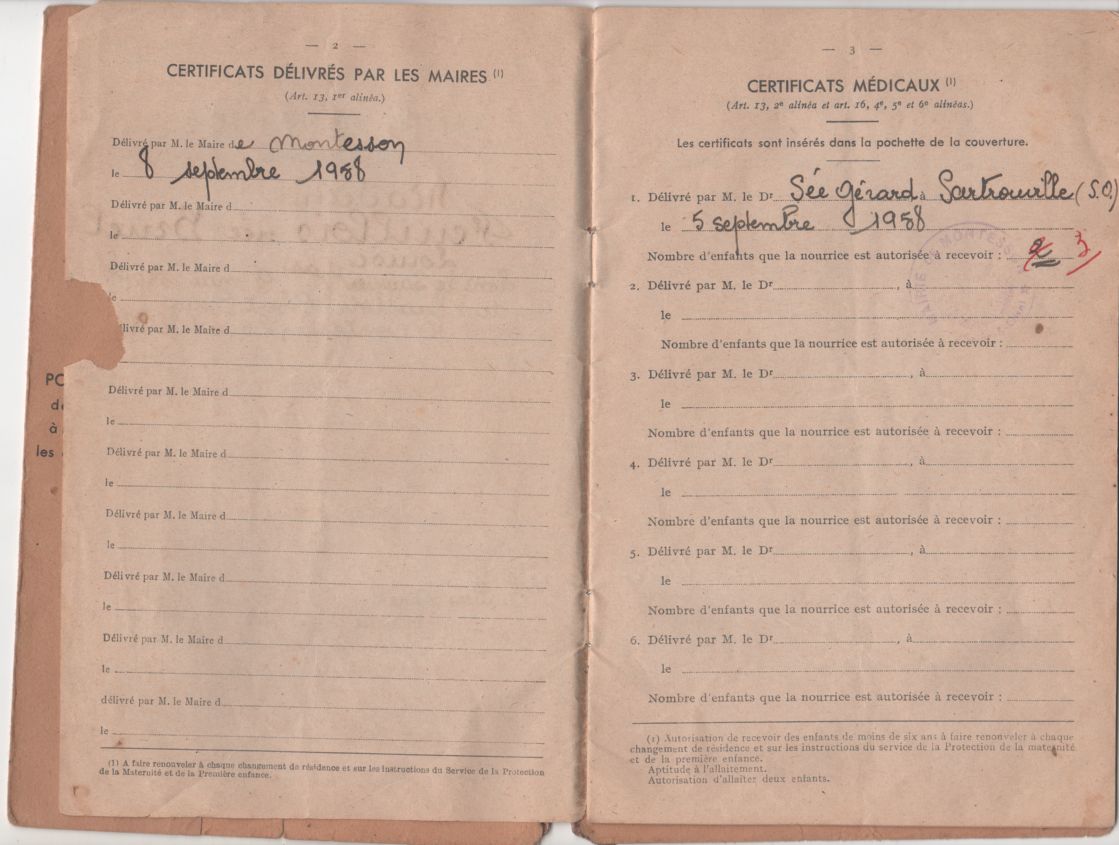 — 2 —
CERTIFICATS DÉLIVRÉS PAR LES MAIRES (1)
(Art. 13, 1er alinéa.)
Délivré par M. le Maire de Montesson
le 8 septembre 1958
Délivré par M. le Maire d
le
Délivré par M. le Maire d
le
Délivré par M. le Maire d
Délivré par M. le Maire d
le
Délivré par M. le Maire d
le
Délivré par M. le Maire d
le
Délivré par M. le Maire d
le
Délivré par M. le Maire d
le
délivré par M. le Maire d
le
(1) A faire renouveler à chaque changement de résidence et sur les instructions du Service de la Protection
de la Maternité et de la Première enfance.
PO
de
à
les
— 3 —
CERTIFICATS MÉDICAUX (1)
(Art. 13, 2e alinéa et art. 16, 4e, 5e et 6e alinéas.)
Les certificats sont insérés dans la pochette de la couverture.
1. Délivré par M. le Dr Sée Gérard à Sartrouville (S.O)
le 5 septembre 1958
Nombre d'enfants que la nourrice est autorisée à recevoir : 2 3
MAIRIE MONTESS
2. Délivré par M. le Dr , à
le
Nombre d'enfants que la nourrice est autorisée à recevoir :
3. Délivré par M. le Dr , à
le
Nombre d'enfants que la nourrice est autorisée à recevoir :
4. Délivré par M. le Dr , à
le
Nombre d'enfants que la nourrice est autorisée à recevoir :
5. Délivré par M. le Dr , à
le
Nombre d'enfants que la nourrice est autorisée à recevoir :
6. Délivré par M. le Dr , à
le
Nombre d'enfants que la nourrice est autorisée à recevoir :
(1) Autorisation de recevoir des enfants de moins de six ans à faire renouveler à chaque
changement de résidence et sur les instructions du service de la Protection de la maternité
et de la première enfance.
Aptitude à l'allaitement.
Autorisation d'allaiter deux enfants.